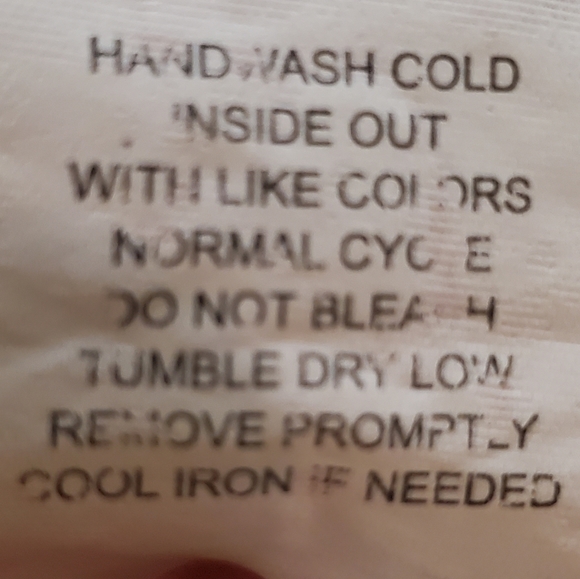 HAND WASH COLD
INSIDE OUT
WITH LIKE COLORS
NORMAL CYCLE
DO NOT BLEACH
TUMBLE DRY LOW
REMOVE PROMPTLY
COOL IRON IF NEEDED